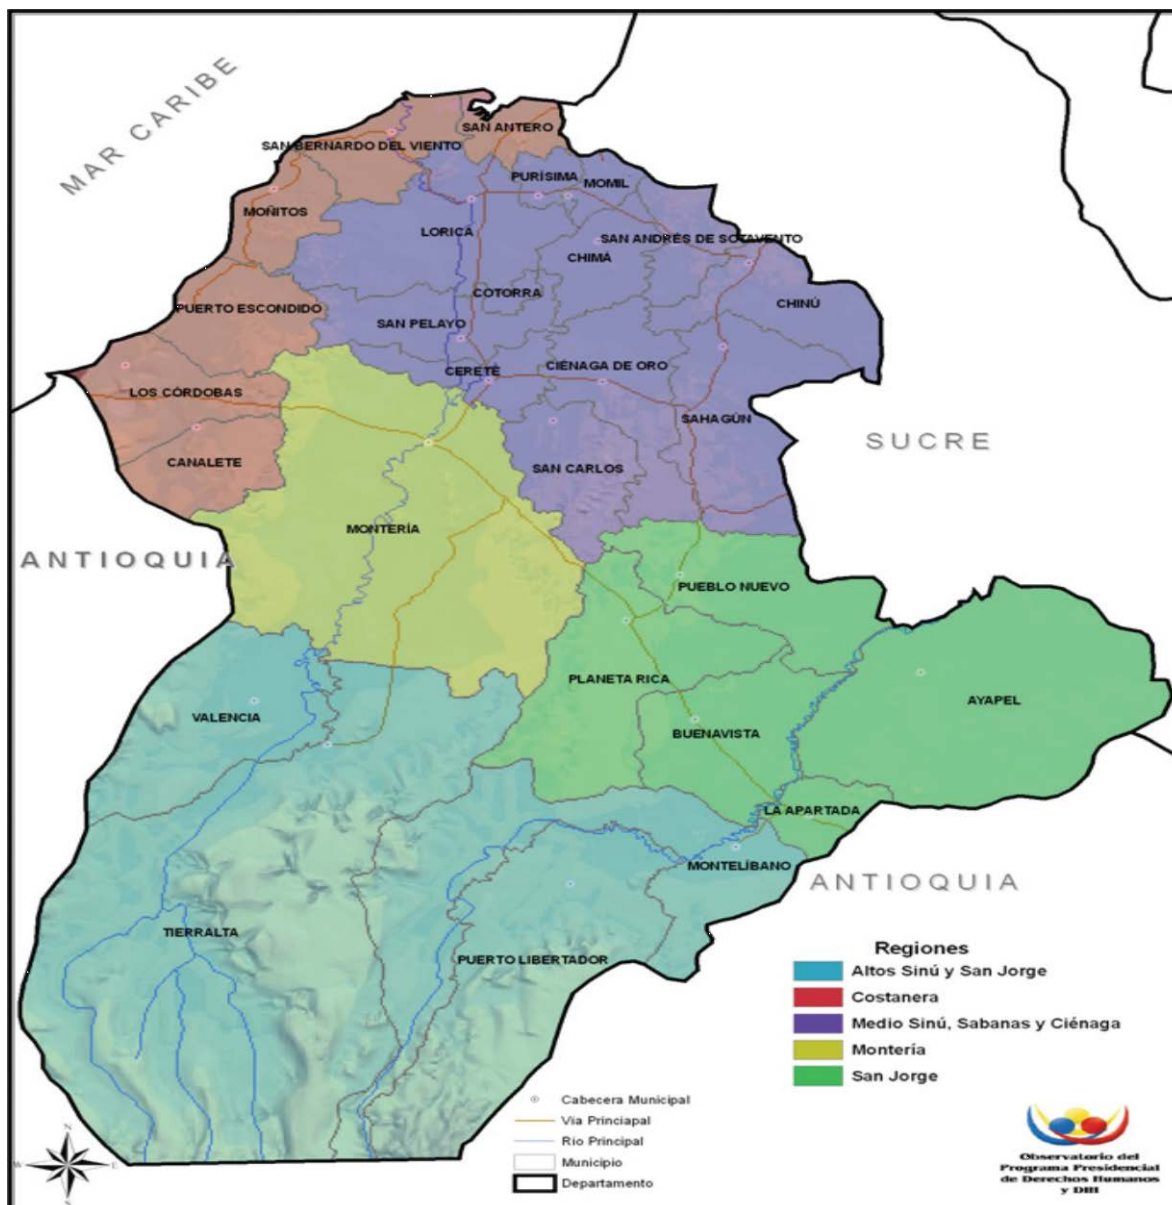 MAR CARIBE
SAN ANTERO
SAN BERNARDO DEL VIENTO
PURÍSIMA
MOMIL
MOÑITOS
LORICA
SAN ANDRÉS DE SOTAVENTO
CHIMÁ
COTORRA
CHINÚ
PUERTO ESCONDIDO
SAN PELAYO
CERETÉ
CIÉNAGA DE ORO
LOS CÓRDOBAS
SAHAGÚN
SUCRE
CANALETE
SAN CARLOS
MONTERÍA
ANTIOQUIA
PUEBLO NUEVO
PLANETA RICA
AYAPEL
VALENCIA
BUENAVISTA
LA APARTADA
MONTELÍBANO
ANTIOQUIA
TIERRALTA
PUERTO LIBERTADOR
Regiones
Altos Sinú y San Jorge
Costanera
Medio Sinú, Sabanas y Ciénaga
Montería
San Jorge
Cabecera Municipal
Vía Princiapal
Río Principal
Municipio
Departamento
N
W
E
S
Observatorio del
Programa Presidencial
de Derechos Humanos
y DIH